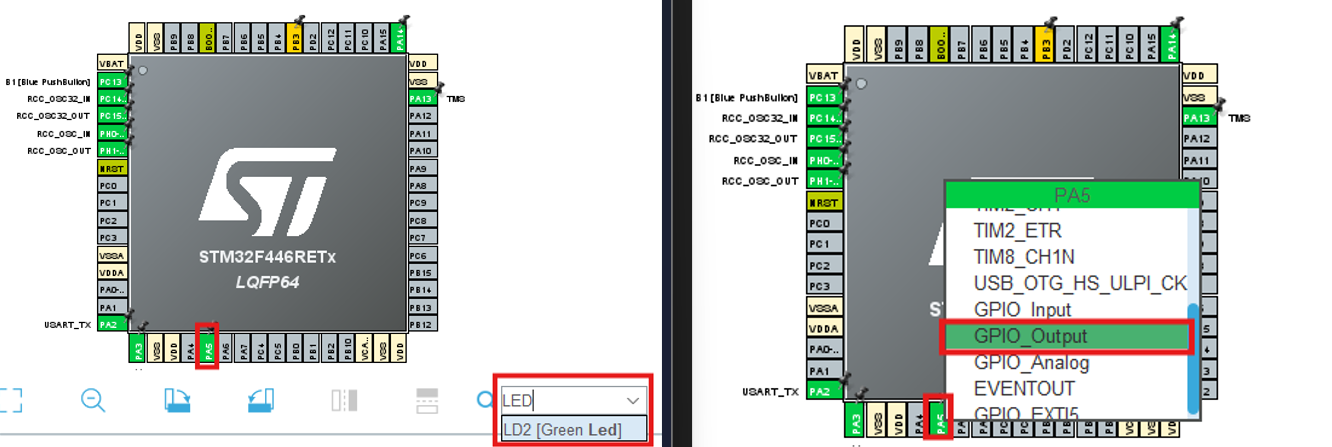 VDD
VSS
PB9
PB8
BOO..
PB7
PB6
PB5
PB4
PB3
PD2
PC12
PC11
PC10
PA15
PA14
VBAT
VDD
B1 [Blue PushButton]
PC13
VSS
RCC_OSC32_IN
PC14..
PA13
TMS
RCC_OSC32_OUT
PC15..
PA12
RCC_OSC_IN
PH0-..
PA11
RCC_OSC_OUT
PH1-..
PA10
NRST
PA9
PC0
PA8
PC1
PC9
PC2
PC8
PC3
PC7
VSSA
PC6
VDDA
PB15
PA0-..
PB14
PA1
PB13
USART_TX
PA2
PB12
STM32F446RETx
LQFP64
PA3
VSS
VDD
PA4
PA5
PA6
PA7
PC4
PC5
PB0
PB1
PB2
PB10
VCA..
VSS
VDD
LED
LD2 [Green Led]
VDD
VSS
PB9
PB8
BOO..
PB7
PB6
PB5
PB4
PB3
PD2
PC12
PC11
PC10
PA15
PA14
VBAT
VDD
B1 [Blue PushButton]
PC13
VSS
RCC_OSC32_IN
PC14..
PA13
TMS
RCC_OSC32_OUT
PC15..
PA12
RCC_OSC_IN
PH0-..
PA11
RCC_OSC_OUT
PH1-..
NRST
PC0
PC1
PC2
PC3
VSSA
VDDA
PA0-..
PA1
USART_TX
PA2
PA3
VSS
VDD
PA4
PA5
PA5
TIM2_CH1
TIM2_ETR
TIM8_CH1N
USB_OTG_HS_ULPI_CK
GPIO_Input
GPIO_Output
GPIO_Analog
EVENTOUT
GPIO_EXTI5